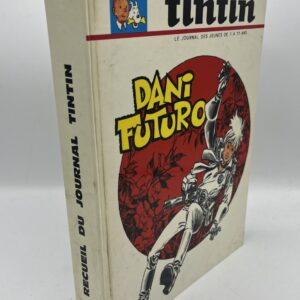 tintin
LE JOURNAL DES JEUNES DE 7 A 77 ANS
DANI
FUTURO
RECUEIL DU JOURNAL TINTIN